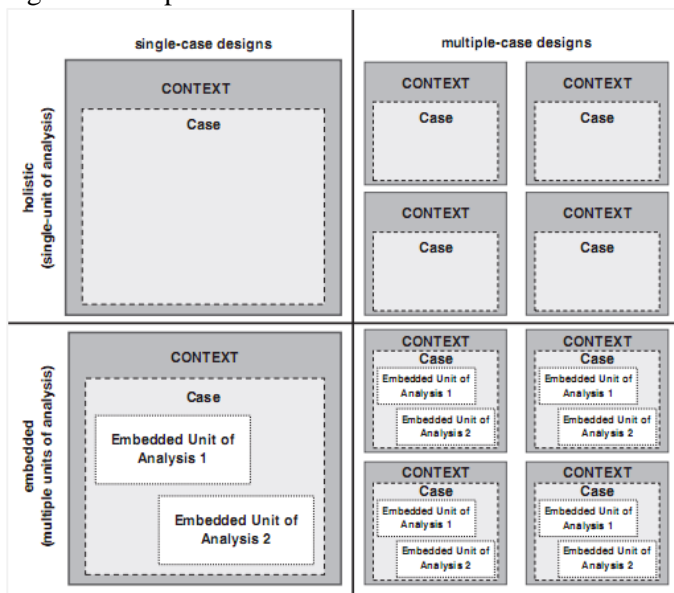 single-case designs
multiple-case designs
holistic
(single-unit of analysis)
CONTEXT
Case
CONTEXT
Case
CONTEXT
Case
CONTEXT
Case
CONTEXT
Case
embedded
(multiple units of analysis)
CONTEXT
Case
Embedded Unit of
Analysis 1
Embedded Unit of
Analysis 2
CONTEXT
Case
Embedded Unit of
Analysis 1
Embedded Unit of
Analysis 2
CONTEXT
Case
Embedded Unit of
Analysis 1
Embedded Unit of
Analysis 2
CONTEXT
Case
Embedded Unit of
Analysis 1
Embedded Unit of
Analysis 2
CONTEXT
Case
Embedded Unit of
Analysis 1
Embedded Unit of
Analysis 2